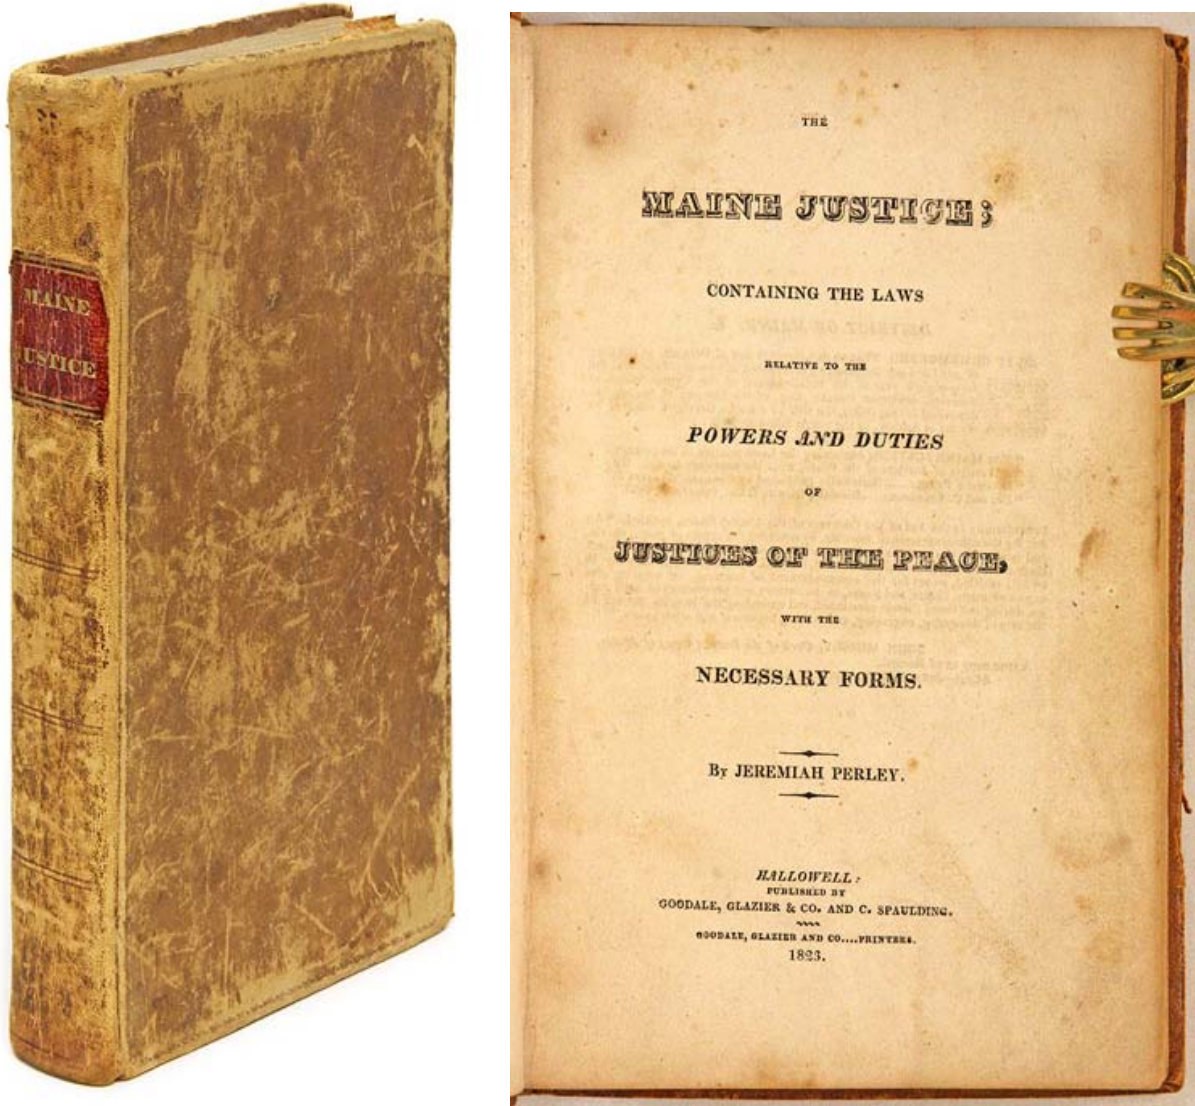 MAINE
JUSTICE
THE
MAINE JUSTICE;
CONTAINING THE LAWS
RELATIVE TO THE
POWERS AND DUTIES
OF
JUSTICES OF THE PEACE,
WITH THE
NECESSARY FORMS.
By JEREMIAH PERLEY.
HALLOWELL:
PUBLISHED BY
GOODALE, GLAZIER & CO. AND C. SPAULDING.
GOODALE, GLAZIER AND CO....PRINTERS.
1823.